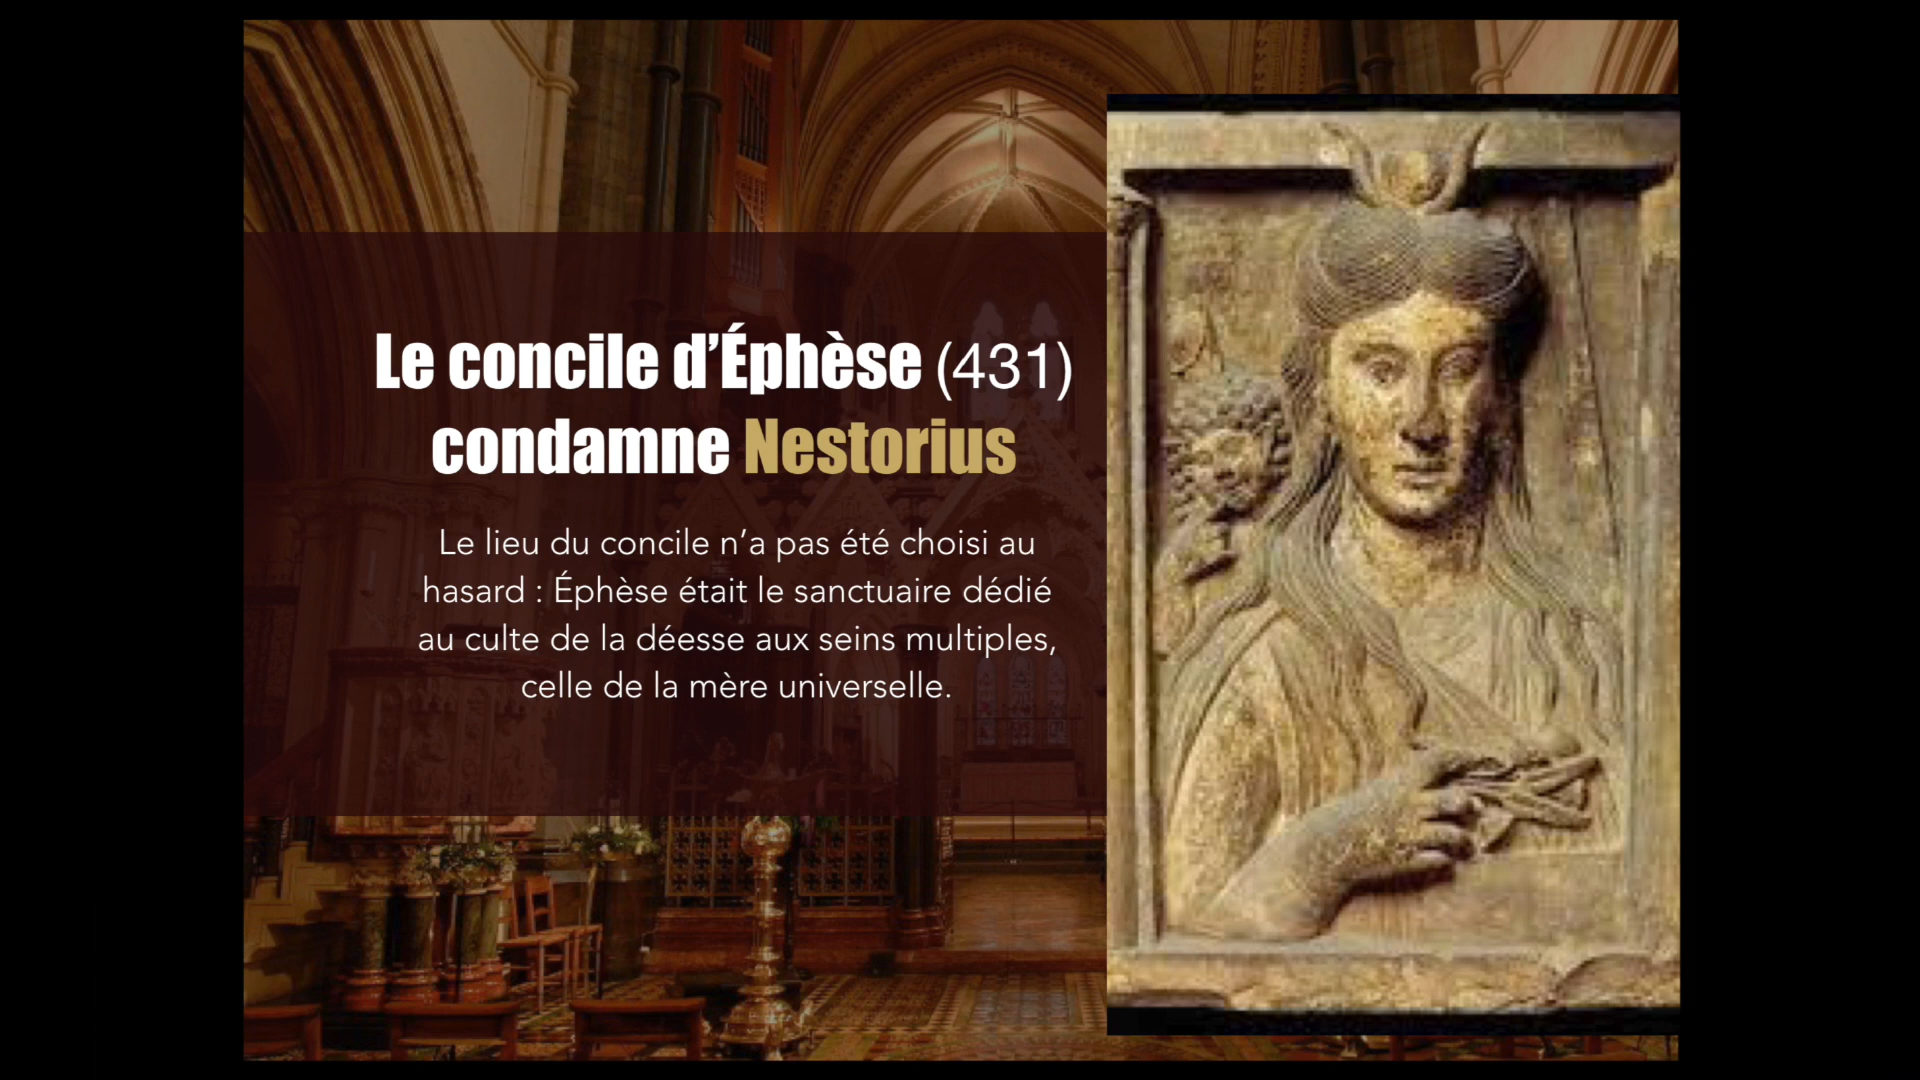 Le concile d’Éphèse (431)
condamne Nestorius
Le lieu du concile n’a pas été choisi au
hasard : Éphèse était le sanctuaire dédié
au culte de la déesse aux seins multiples,
celle de la mère universelle.